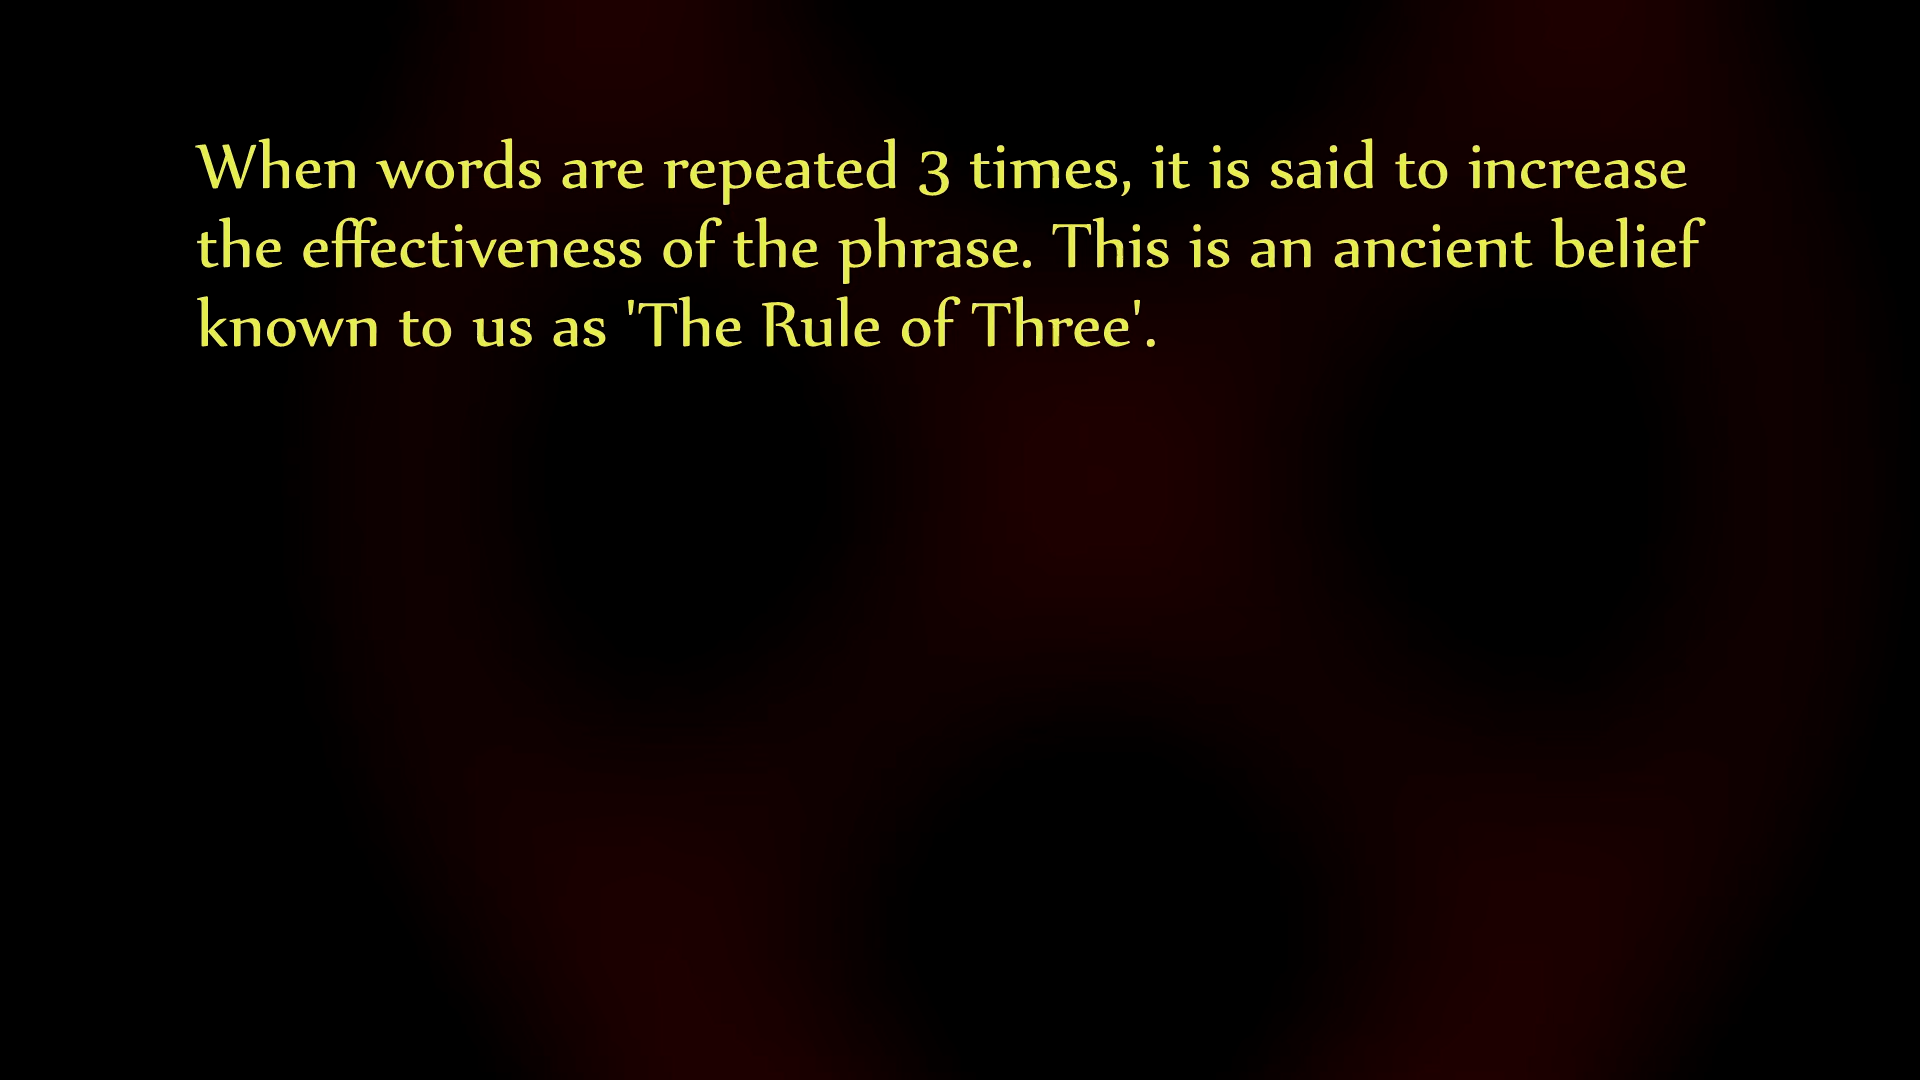 When words are repeated 3 times, it is said to increase
the effectiveness of the phrase. This is an ancient belief
known to us as 'The Rule of Three'.